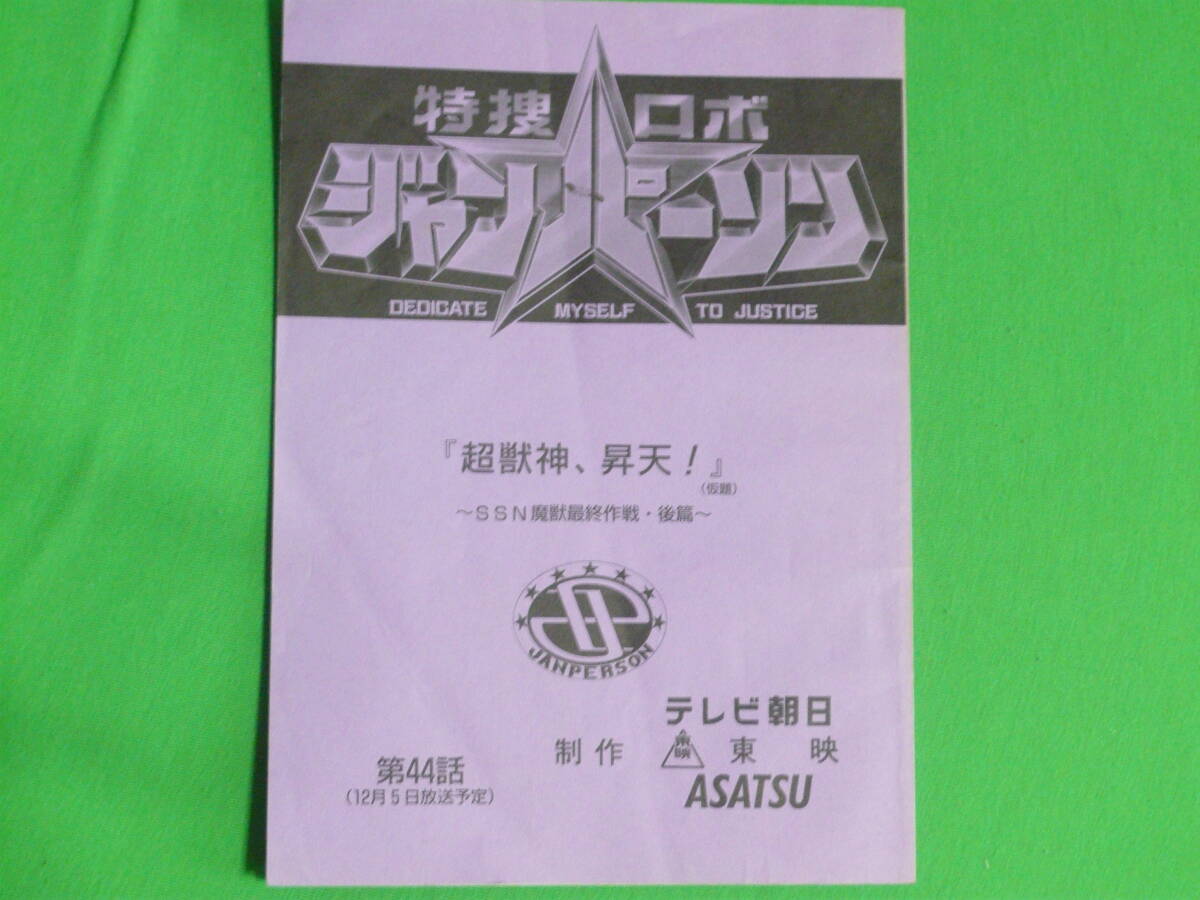 特捜ロボ
ジャンパーソン
DEDICATE MYSELF TO JUSTICE
『超獣神、昇天！』
（仮題）
～ＳＳＮ魔獣最終作戦・後篇～
JANPERSON
テレビ朝日
制作 東映 東映
ASATSU
第44話
（12月５日放送予定）